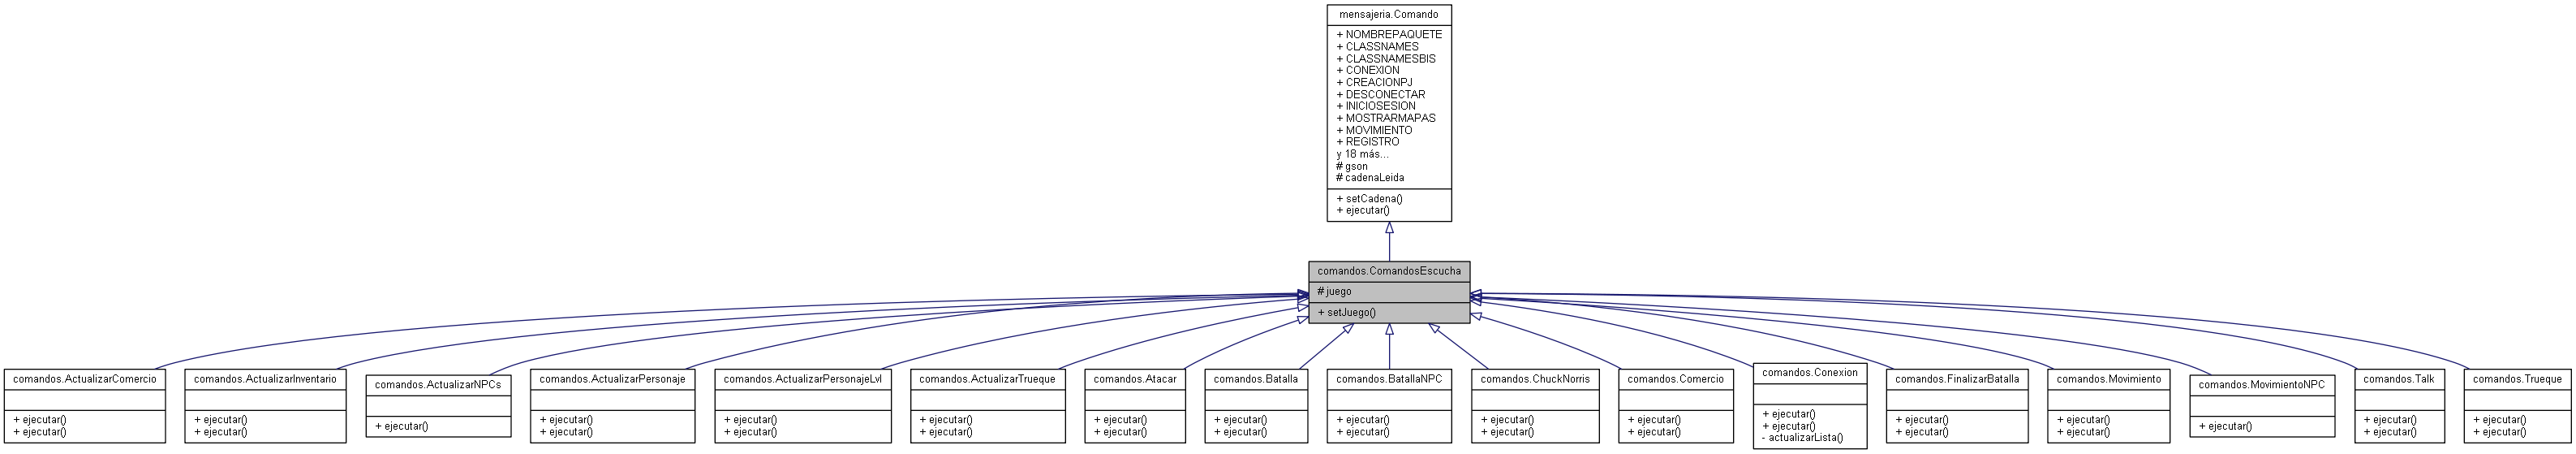 mensajeria.Comando
+ NOMBREPAQUETE
+ CLASSNAMES
+ CLASSNAMESBIS
+ CONEXION
+ CREACIONPJ
+ DESCONECTAR
+ INICIOSESION
+ MOSTRARMAPAS
+ MOVIMIENTO
+ REGISTRO
y 18 más...
# gson
# cadenaLeida
+ setCadena()
+ ejecutar()
comandos.ComandosEscucha
# juego
+ setJuego()
comandos.ActualizarComercio
+ ejecutar()
+ ejecutar()
comandos.ActualizarInventario
+ ejecutar()
+ ejecutar()
comandos.ActualizarNPCs
+ ejecutar()
comandos.ActualizarPersonaje
+ ejecutar()
+ ejecutar()
comandos.ActualizarPersonajeLvl
+ ejecutar()
+ ejecutar()
comandos.ActualizarTrueque
+ ejecutar()
+ ejecutar()
comandos.Atacar
+ ejecutar()
+ ejecutar()
comandos.Batalla
+ ejecutar()
+ ejecutar()
comandos.BatallaNPC
+ ejecutar()
+ ejecutar()
comandos.ChuckNorris
+ ejecutar()
+ ejecutar()
comandos.Comercio
+ ejecutar()
+ ejecutar()
comandos.Conexion
+ ejecutar()
+ ejecutar()
- actualizarLista()
comandos.FinalizarBatalla
+ ejecutar()
+ ejecutar()
comandos.Movimiento
+ ejecutar()
+ ejecutar()
comandos.MovimientoNPC
+ ejecutar()
comandos.Talk
+ ejecutar()
+ ejecutar()
comandos.Trueque
+ ejecutar()
+ ejecutar()